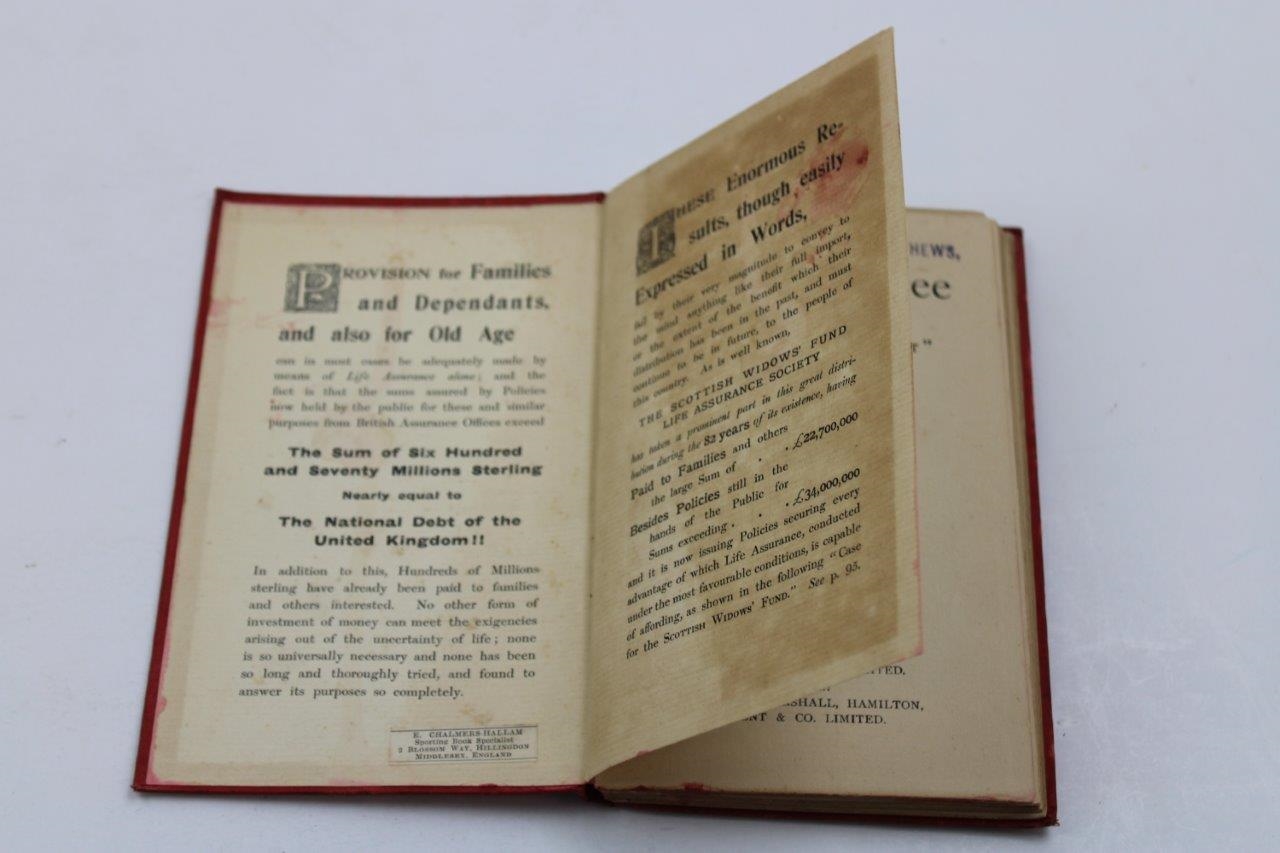 PROVISION for Families
and Dependants,
and also for Old Age
can in most cases be adequately made by
means of Life Assurance alone; and the
fact is that the sums assured by Policies
now held by the public for these and similar
purposes from British Assurance Offices exceed
The Sum of Six Hundred
and Seventy Millions Sterling
Nearly equal to
The National Debt of the
United Kingdom!!
In addition to this, Hundreds of Millions
sterling have already been paid to families
and others interested. No other form of
investment of money can meet the exigencies
arising out of the uncertainty of life; none
is so universally necessary and none has been
so long and thoroughly tried, and found to
answer its purposes so completely.
E. CHALMERS-HALLAM
Sporting Book Specialist
2 BLOSSOM WAY, HILLINGDON
MIDDLESEX, ENGLAND
THESE Enormous Re-
sults, though easily
Expressed in Words,
fail by their very magnitude to convey to
the mind anything like their full import,
or the extent of the benefit which their
distribution has been in the past, and must
continue to be in future, to the people of
this country. As is well known,
THE SCOTTISH WIDOWS' FUND
LIFE ASSURANCE SOCIETY
has taken a prominent part in this great distri-
bution during the 82 years of its existence, having
Paid to Families and others
the large Sum of . . £22,700,000
Besides Policies still in the
hands of the Public for
Sums exceeding . . . £34,000,000
and it is now issuing Policies securing every
advantage of which Life Assurance, conducted
under the most favourable conditions, is capable
of affording, as shown in the following "Case
for the SCOTTISH WIDOWS' FUND." See p. 95.
HEWS,
ee
"
ITED.
SHALL, HAMILTON,
NT & CO. LIMITED.